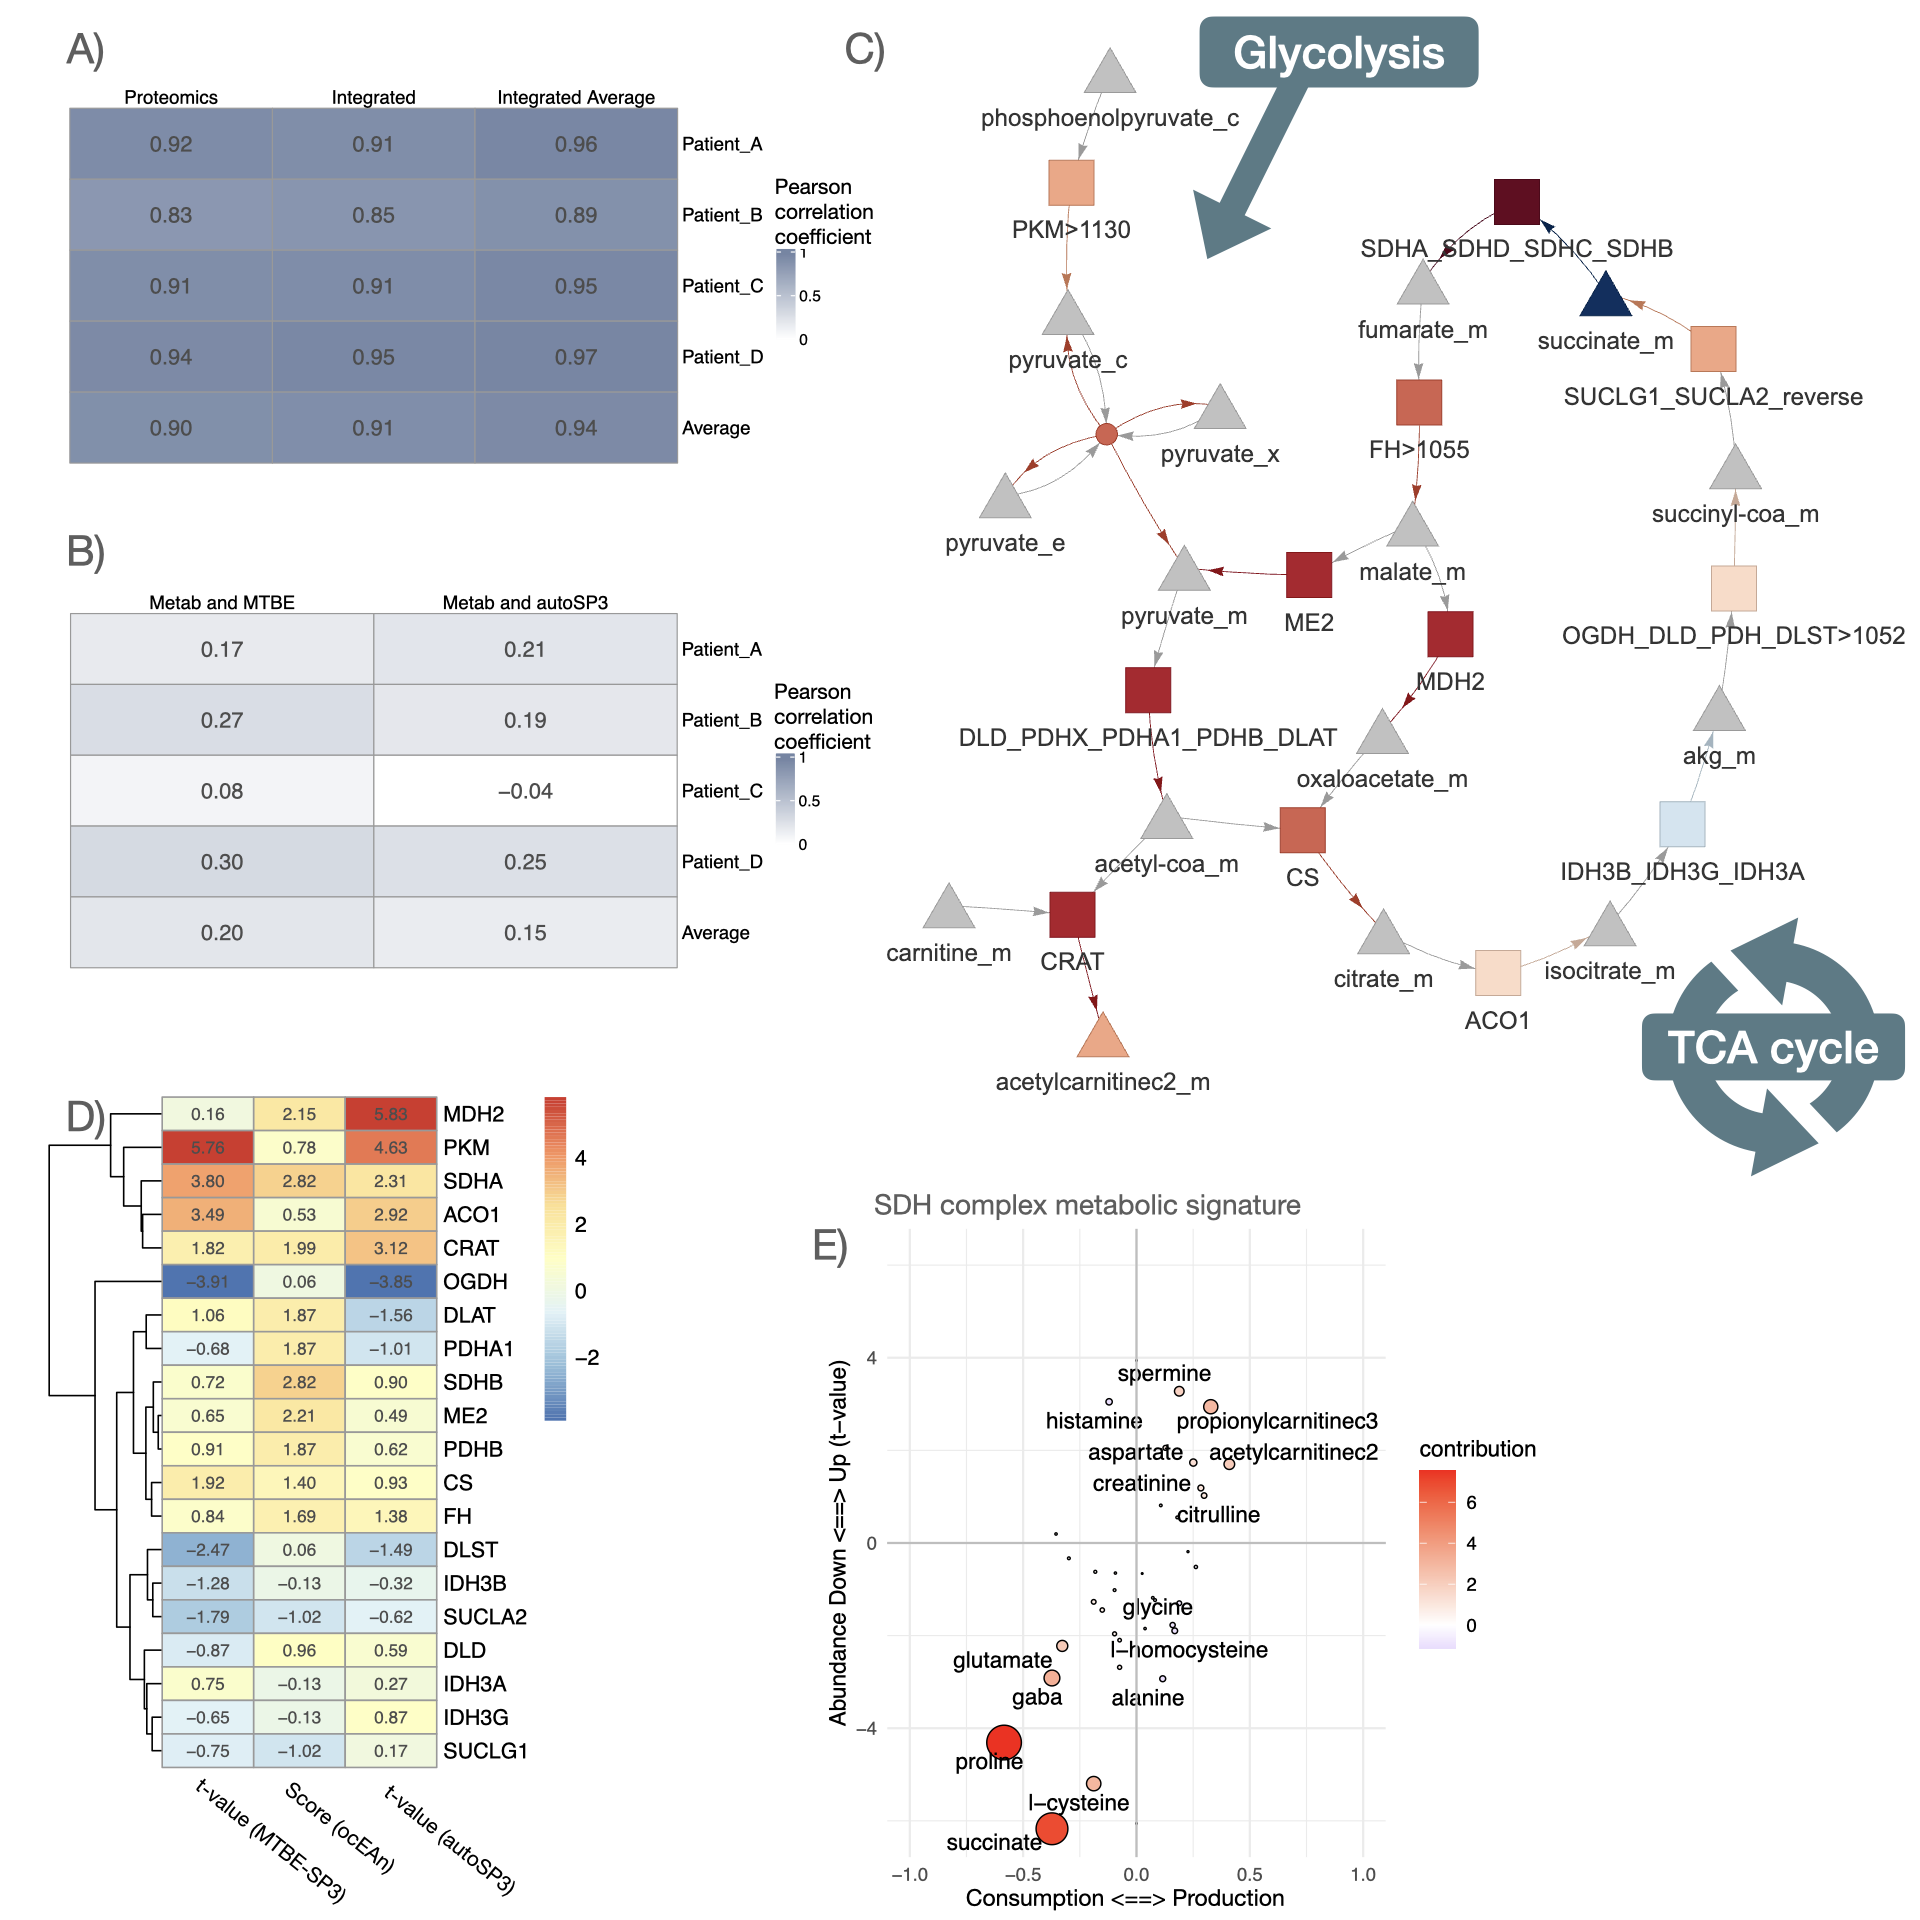 A)
Proteomics Integrated Integrated Average
0.92 0.91 0.96 Patient_A
0.83 0.85 0.89 Patient_B
0.91 0.91 0.95 Patient_C
0.94 0.95 0.97 Patient_D
0.90 0.91 0.94 Average
Pearson
correlation
coefficient
1
0.5
0
B)
Metab and MTBE Metab and autoSP3
0.17 0.21 Patient_A
0.27 0.19 Patient_B
0.08 −0.04 Patient_C
0.30 0.25 Patient_D
0.20 0.15 Average
Pearson
correlation
coefficient
1
0.5
0
C)
Glycolysis
phosphoenolpyruvate_c
PKM>1130
SDHA_SDHD_SDHC_SDHB
fumarate_m
succinate_m
pyruvate_c
SUCLG1_SUCLA2_reverse
FH>1055
pyruvate_x
succinyl-coa_m
pyruvate_e
malate_m
pyruvate_m
ME2
OGDH_DLD_PDH_DLST>1052
MDH2
DLD_PDHX_PDHA1_PDHB_DLAT
akg_m
oxaloacetate_m
acetyl-coa_m
CS
IDH3B_IDH3G_IDH3A
carnitine_m
CRAT
citrate_m
isocitrate_m
ACO1
TCA cycle
acetylcarnitinec2_m
D)
0.16 2.15 5.83 MDH2
5.76 0.78 4.63 PKM
3.80 2.82 2.31 SDHA
3.49 0.53 2.92 ACO1
1.82 1.99 3.12 CRAT
−3.91 0.06 −3.85 OGDH
1.06 1.87 −1.56 DLAT
−0.68 1.87 −1.01 PDHA1
0.72 2.82 0.90 SDHB
0.65 2.21 0.49 ME2
0.91 1.87 0.62 PDHB
1.92 1.40 0.93 CS
0.84 1.69 1.38 FH
−2.47 0.06 −1.49 DLST
−1.28 −0.13 −0.32 IDH3B
−1.79 −1.02 −0.62 SUCLA2
−0.87 0.96 0.59 DLD
0.75 −0.13 0.27 IDH3A
−0.65 −0.13 0.87 IDH3G
−0.75 −1.02 0.17 SUCLG1
t−value (MTBE-SP3)
Score (ocEAn)
t−value (autoSP3)
4
2
0
−2
SDH complex metabolic signature
E)
Abundance Down <==> Up (t−value)
4
0
−4
spermine
histamine
propionylcarnitinec3
aspartate
acetylcarnitinec2
creatinine
citrulline
glycine
l−homocysteine
glutamate
gaba
alanine
proline
l−cysteine
succinate
−1.0 −0.5 0.0 0.5 1.0
Consumption <==> Production
contribution
6
4
2
0